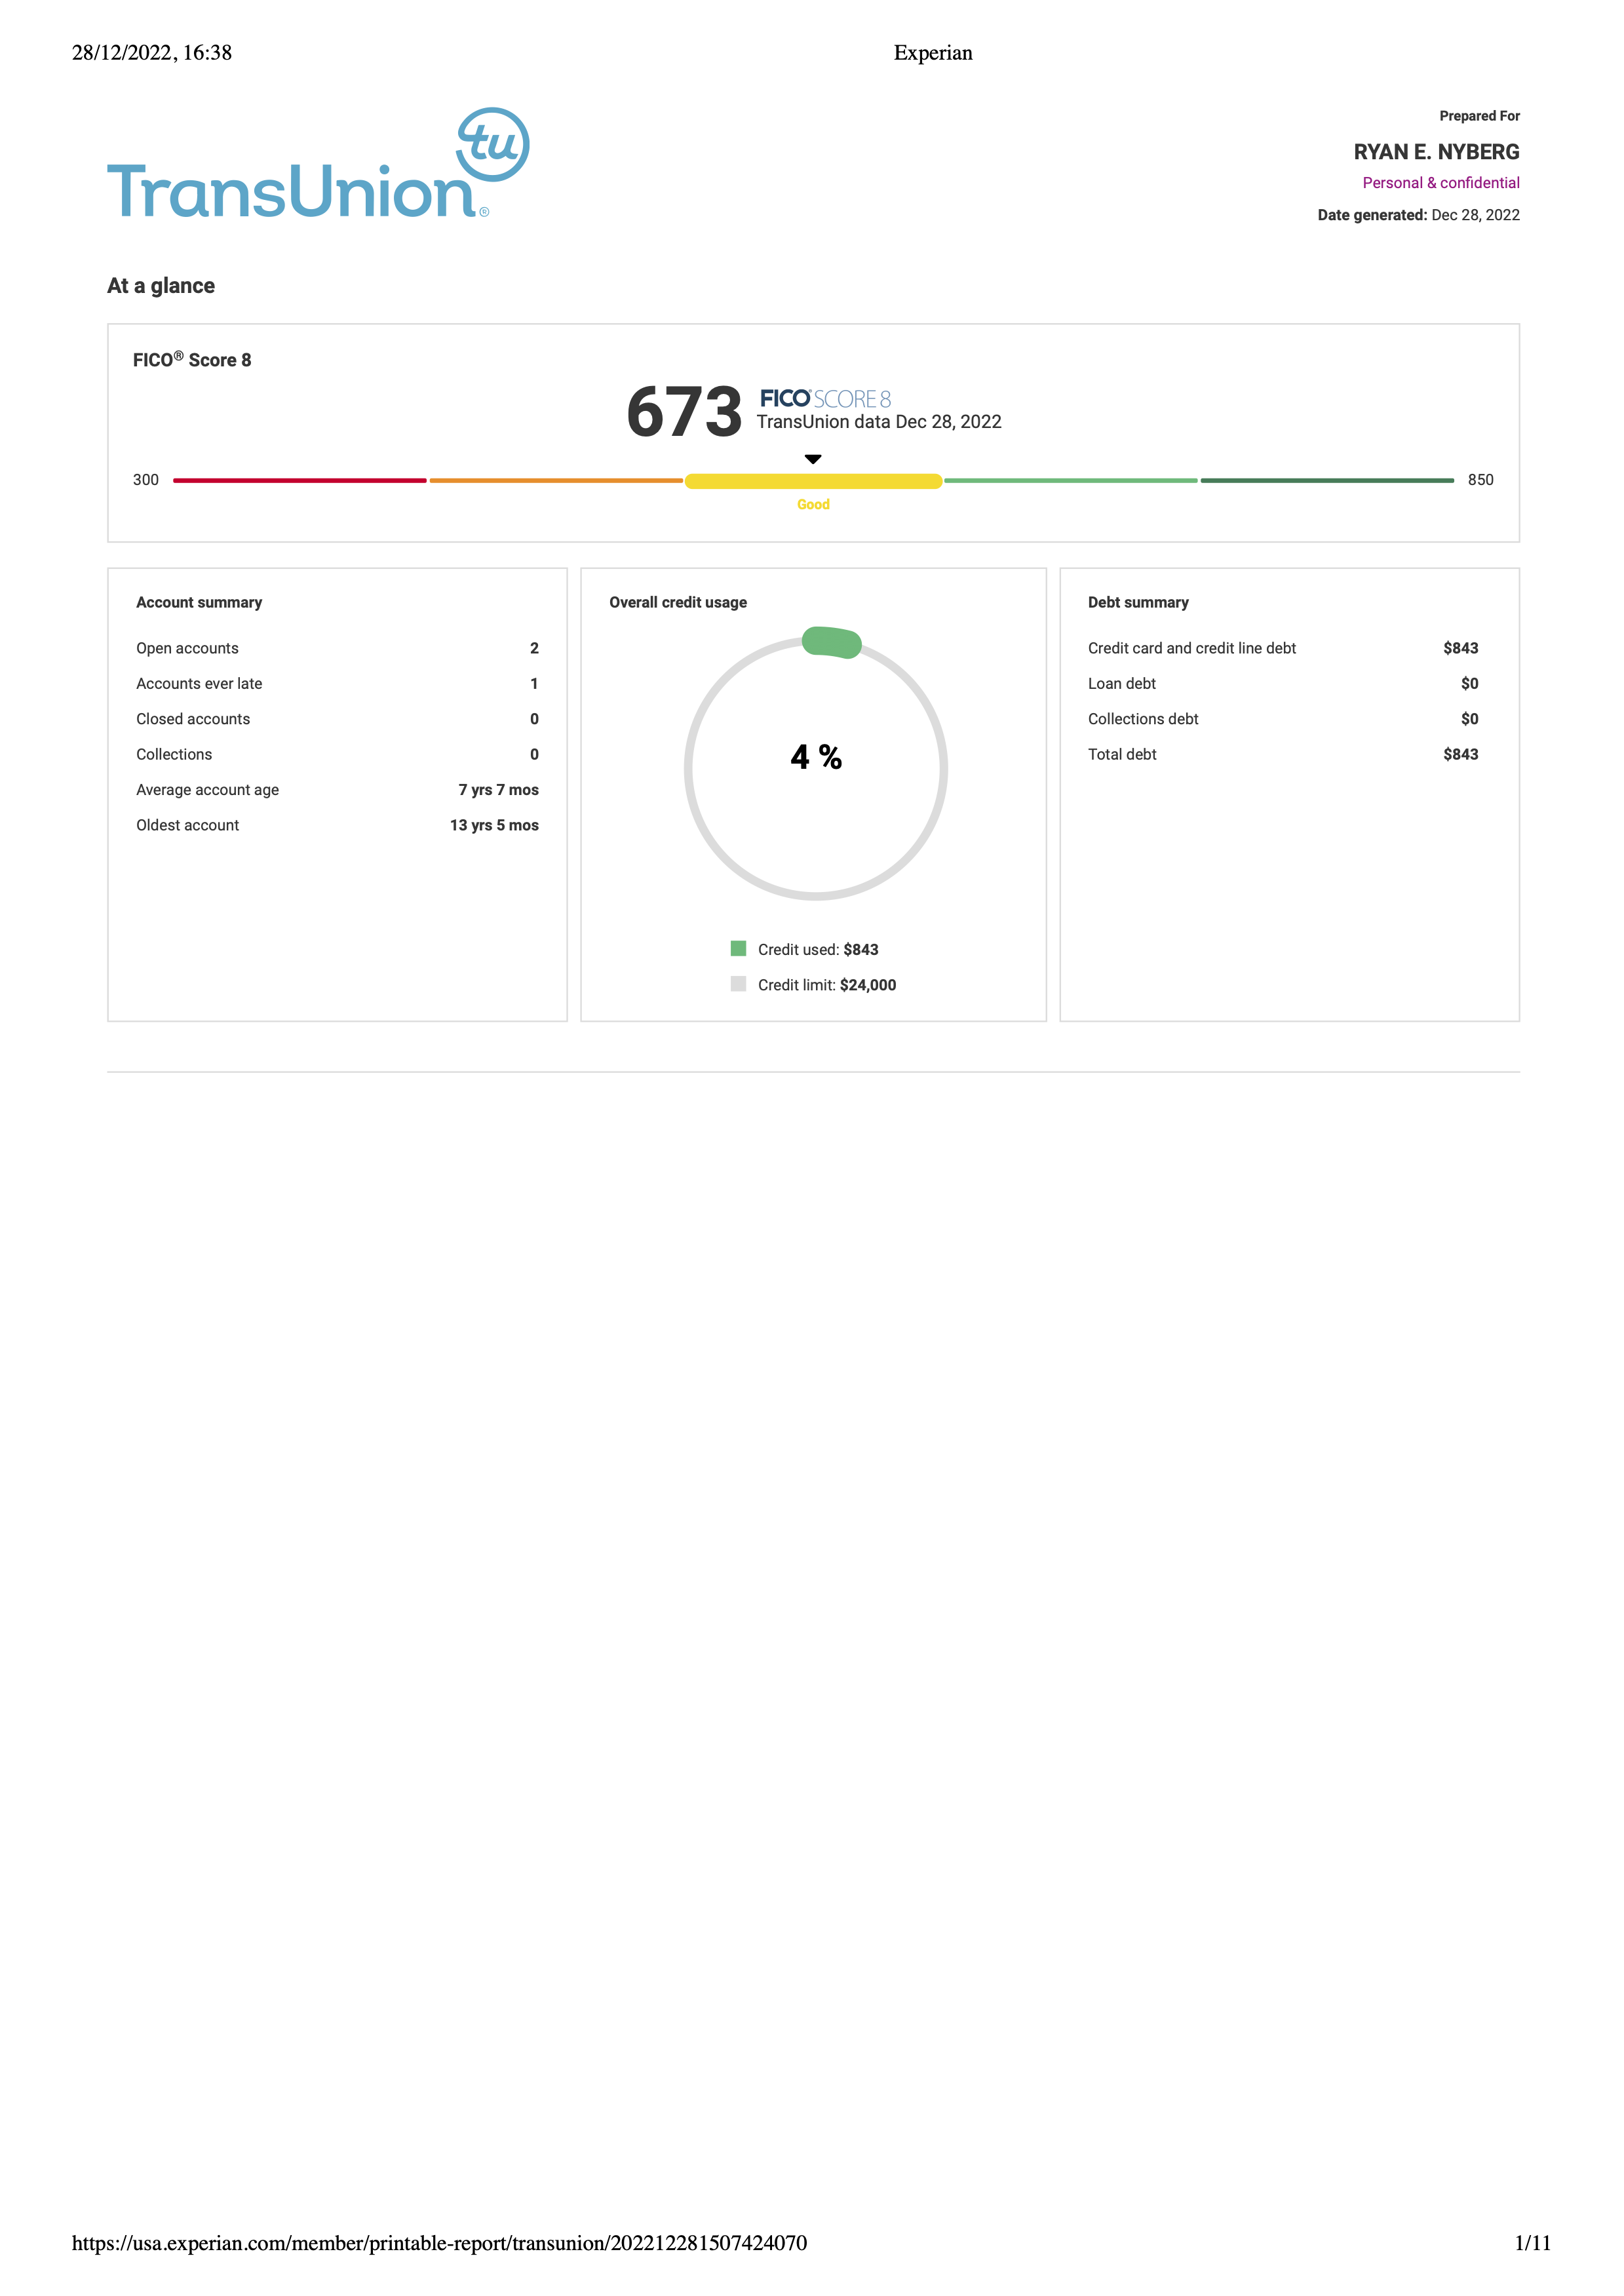 28/12/2022, 16:38 Experian
tu
TransUnion®
Prepared For
RYAN E. NYBERG
Personal & confidential
Date generated: Dec 28, 2022
At a glance
FICO® Score 8
673 FICO® SCORE 8
TransUnion data Dec 28, 2022
300 850
Good
Account summary
Open accounts 2
Accounts ever late 1
Closed accounts 0
Collections 0
Average account age 7 yrs 7 mos
Oldest account 13 yrs 5 mos
Overall credit usage
4 %
Credit used: $843
Credit limit: $24,000
Debt summary
Credit card and credit line debt $843
Loan debt $0
Collections debt $0
Total debt $843
https://usa.experian.com/member/printable-report/transunion/202212281507424070 1/11